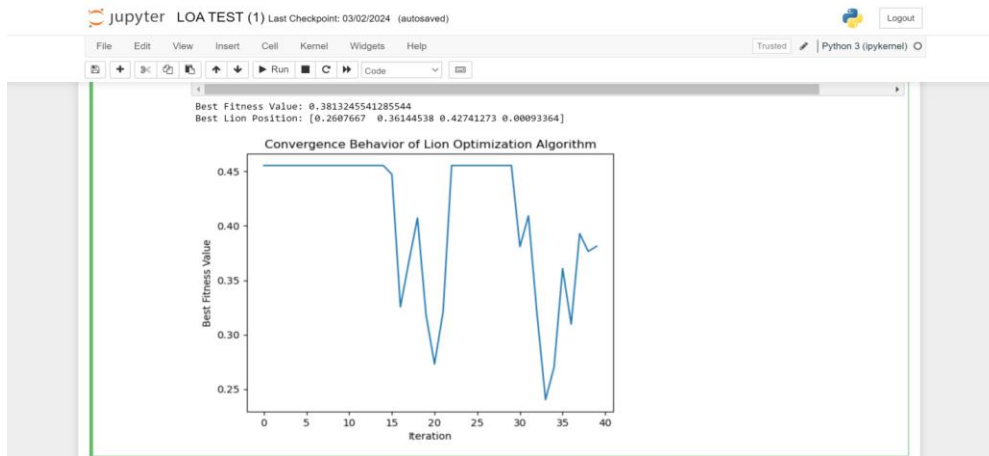 jupyter LOA TEST (1) Last Checkpoint: 03/02/2024 (autosaved)
Logout
File Edit View Insert Cell Kernel Widgets Help
Trusted Python 3 (ipykernel)
Run Code
Best Fitness Value: 0.3813245541285544
Best Lion Position: [0.2607667  0.36144538 0.42741273 0.00093364]
Convergence Behavior of Lion Optimization Algorithm
0.45
0.40
0.35
0.30
0.25
Best Fitness Value
0 5 10 15 20 25 30 35 40
Iteration